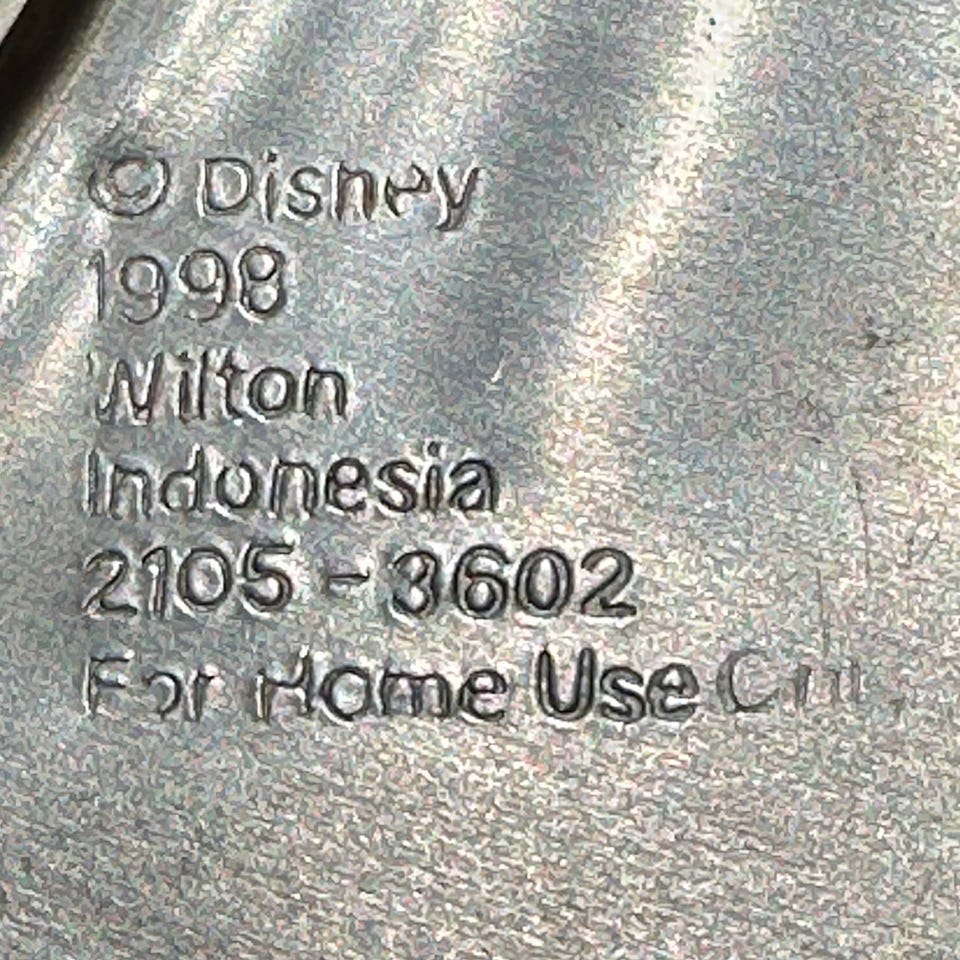 © Disney
1998
Wilton
Indonesia
2105-3602
For Home Use